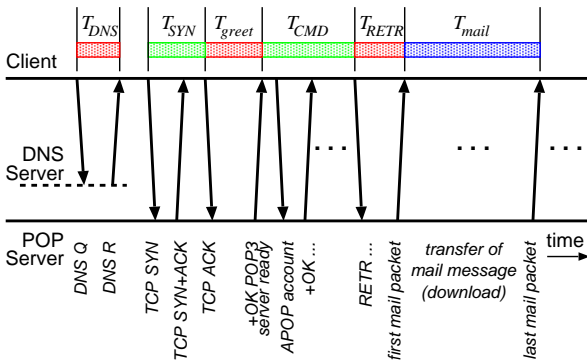 T_DNS T_SYN T_greet T_CMD T_RETR T_mail
Client
DNS
Server
. . . . . . . . .
POP
Server
time
DNS Q
DNS R
TCP SYN
TCP SYN+ACK
TCP ACK
+OK POP3
server ready
APOP account
+OK ...
RETR ...
first mail packet
transfer of
mail message
(download)
last mail packet